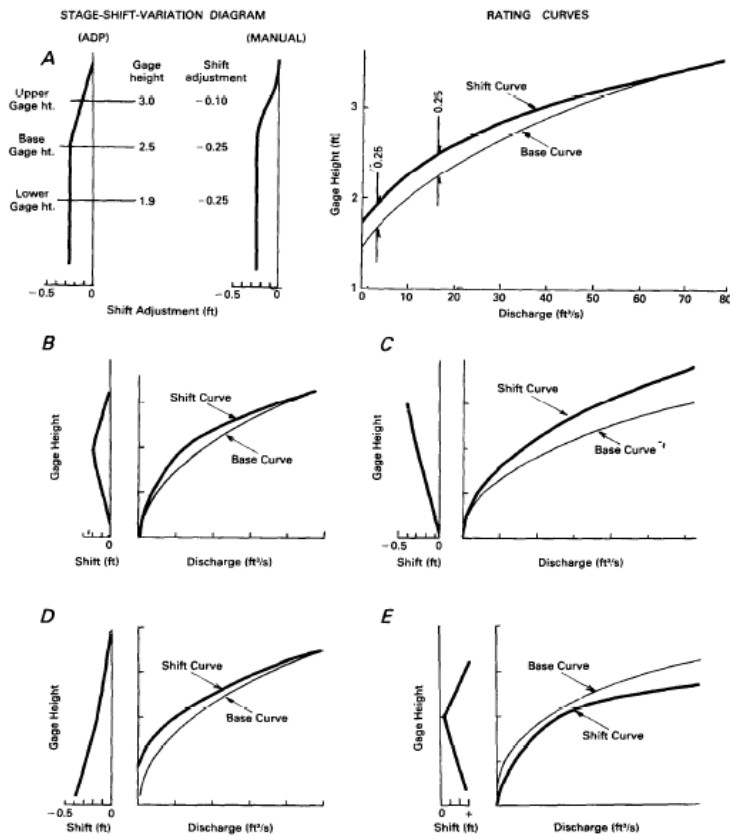 STAGE-SHIFT-VARIATION DIAGRAM
RATING CURVES
(ADP)
(MANUAL)
A
Gage height
Shift adjustment
Upper Gage ht.
3.0
-0.10
Base Gage ht.
2.5
-0.25
Lower Gage ht.
1.9
-0.25
-0.5
0
-0.5
0
Shift Adjustment (ft)
Gage Height (ft)
3
2
1
0.25
0.25
Shift Curve
Base Curve
0
10
20
30
40
50
60
70
80
Discharge (ft³/s)
B
Gage Height
Shift Curve
Base Curve
0
Shift (ft)
Discharge (ft³/s)
C
Gage Height
Shift Curve
Base Curve
-0.5
0
Shift (ft)
Discharge (ft³/s)
D
Gage Height
Shift Curve
Base Curve
-0.5
0
Shift (ft)
Discharge (ft³/s)
E
Gage Height
Base Curve
Shift Curve
0
+
Shift (ft)
Discharge (ft³/s)